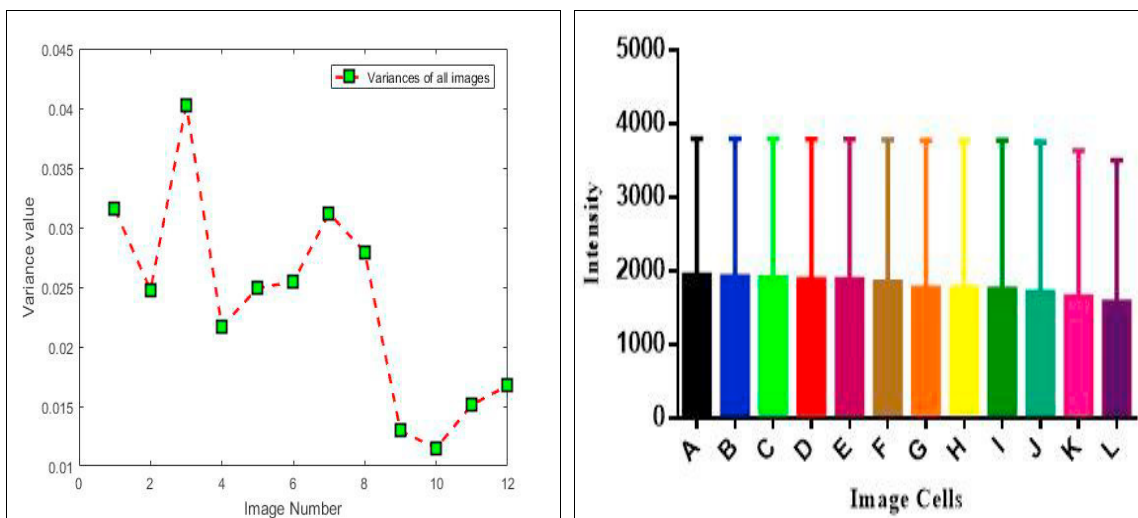 0.045
0.04
0.035
0.03
0.025
0.02
0.015
0.01
0 2 4 6 8 10 12
Variance value
Image Number
Variances of all images
5000
4000
3000
2000
1000
0
Intensity
A B C D E F G H I J K L
Image Cells